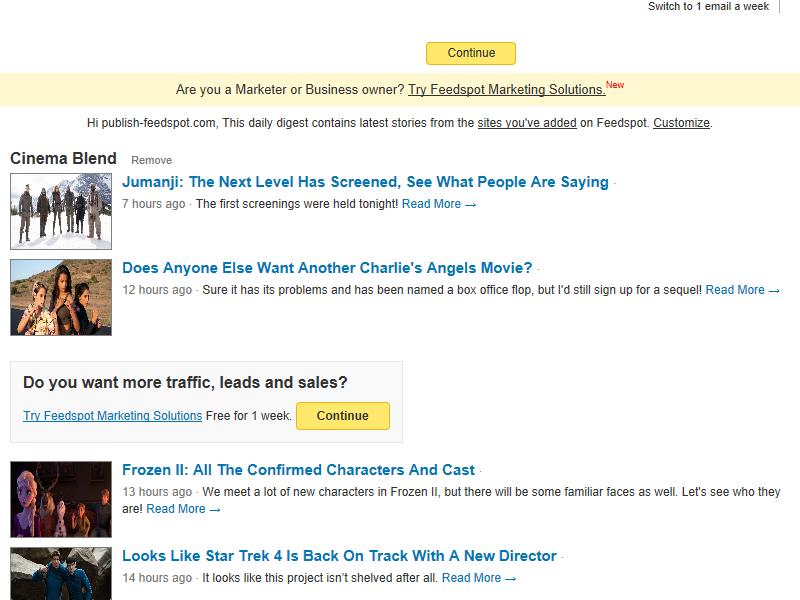 Switch to 1 email a week
Continue
Are you a Marketer or Business owner? Try Feedspot Marketing Solutions.New
Hi publish-feedspot.com, This daily digest contains latest stories from the sites you've added on Feedspot. Customize.
Cinema Blend Remove
Jumanji: The Next Level Has Screened, See What People Are Saying ·
7 hours ago · The first screenings were held tonight! Read More →
Does Anyone Else Want Another Charlie's Angels Movie? ·
12 hours ago · Sure it has its problems and has been named a box office flop, but I'd still sign up for a sequel! Read More →
Do you want more traffic, leads and sales?
Try Feedspot Marketing Solutions Free for 1 week. Continue
Frozen II: All The Confirmed Characters And Cast ·
13 hours ago · We meet a lot of new characters in Frozen II, but there will be some familiar faces as well. Let's see who they
are! Read More →
Looks Like Star Trek 4 Is Back On Track With A New Director ·
14 hours ago · It looks like this project isn’t shelved after all. Read More →